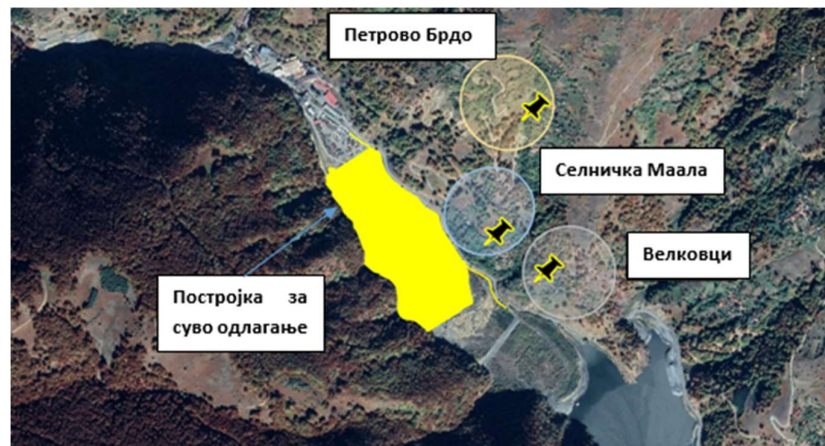 Петрово Брдо
Селничка Маала
Велковци
Постројка за
суво одлагање